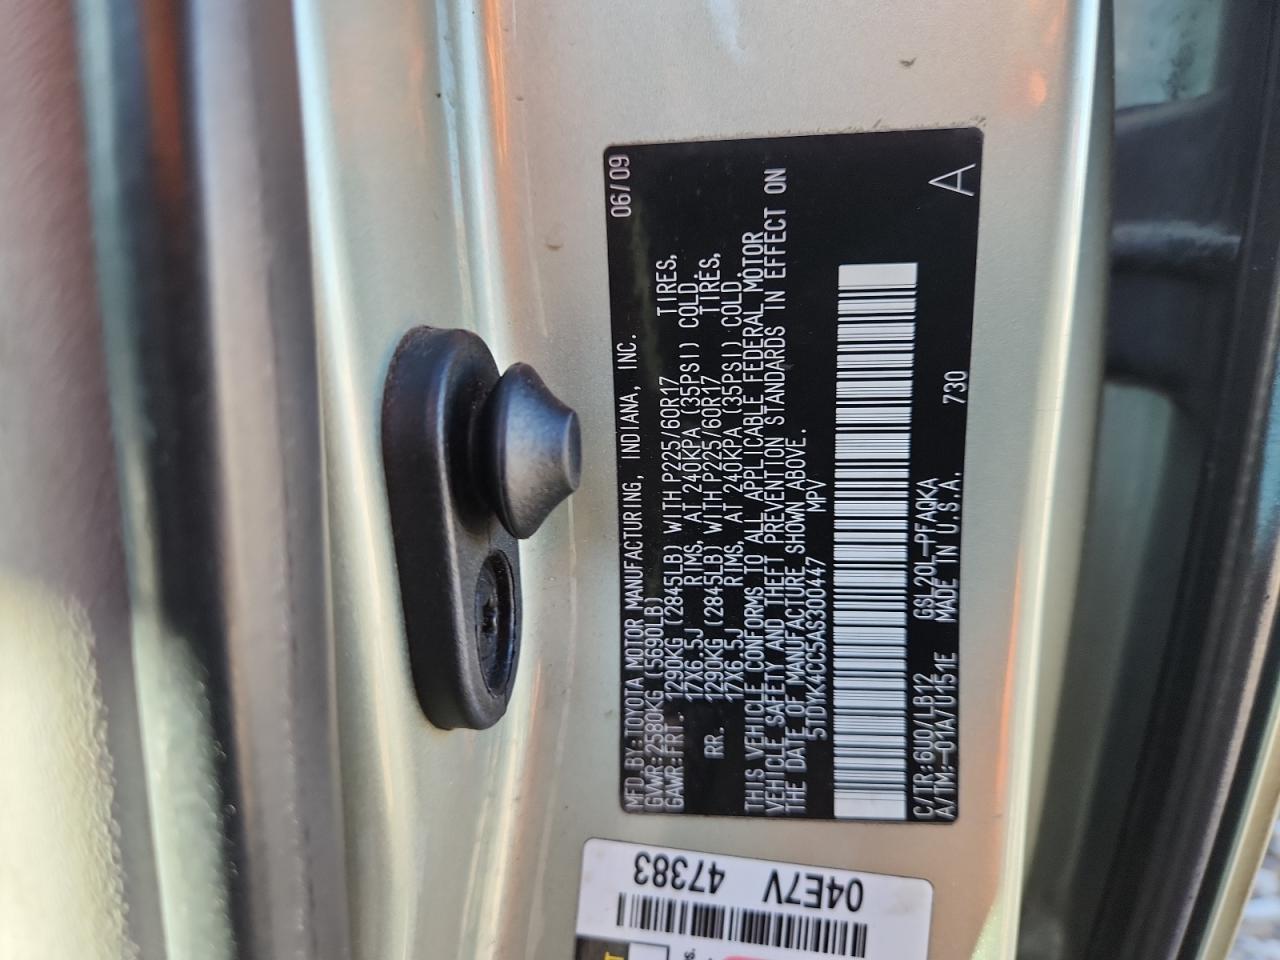 MFD.BY:TOYOTA MOTOR MANUFACTURING, INDIANA, INC. 06/09
GVWR:2580KG (5690LB)
GAWR:FRT. 1290KG (2845LB) WITH P225/60R17 TIRES,
17X6.5J RIMS, AT 240KPA (35PSI) COLD.
RR. 1290KG (2845LB) WITH P225/60R17 TIRES,
17X6.5J RIMS, AT 240KPA (35PSI) COLD.
THIS VEHICLE CONFORMS TO ALL APPLICABLE FEDERAL MOTOR
VEHICLE SAFETY AND THEFT PREVENTION STANDARDS IN EFFECT ON
THE DATE OF MANUFACTURE SHOWN ABOVE.
5TDYK4CC5AS300447 MPV
C/TR:6U0/LB12 GSL20L-PFAQKA 730 A
A/TM:-01A/U151E MADE IN U.S.A.
04E7V 47383